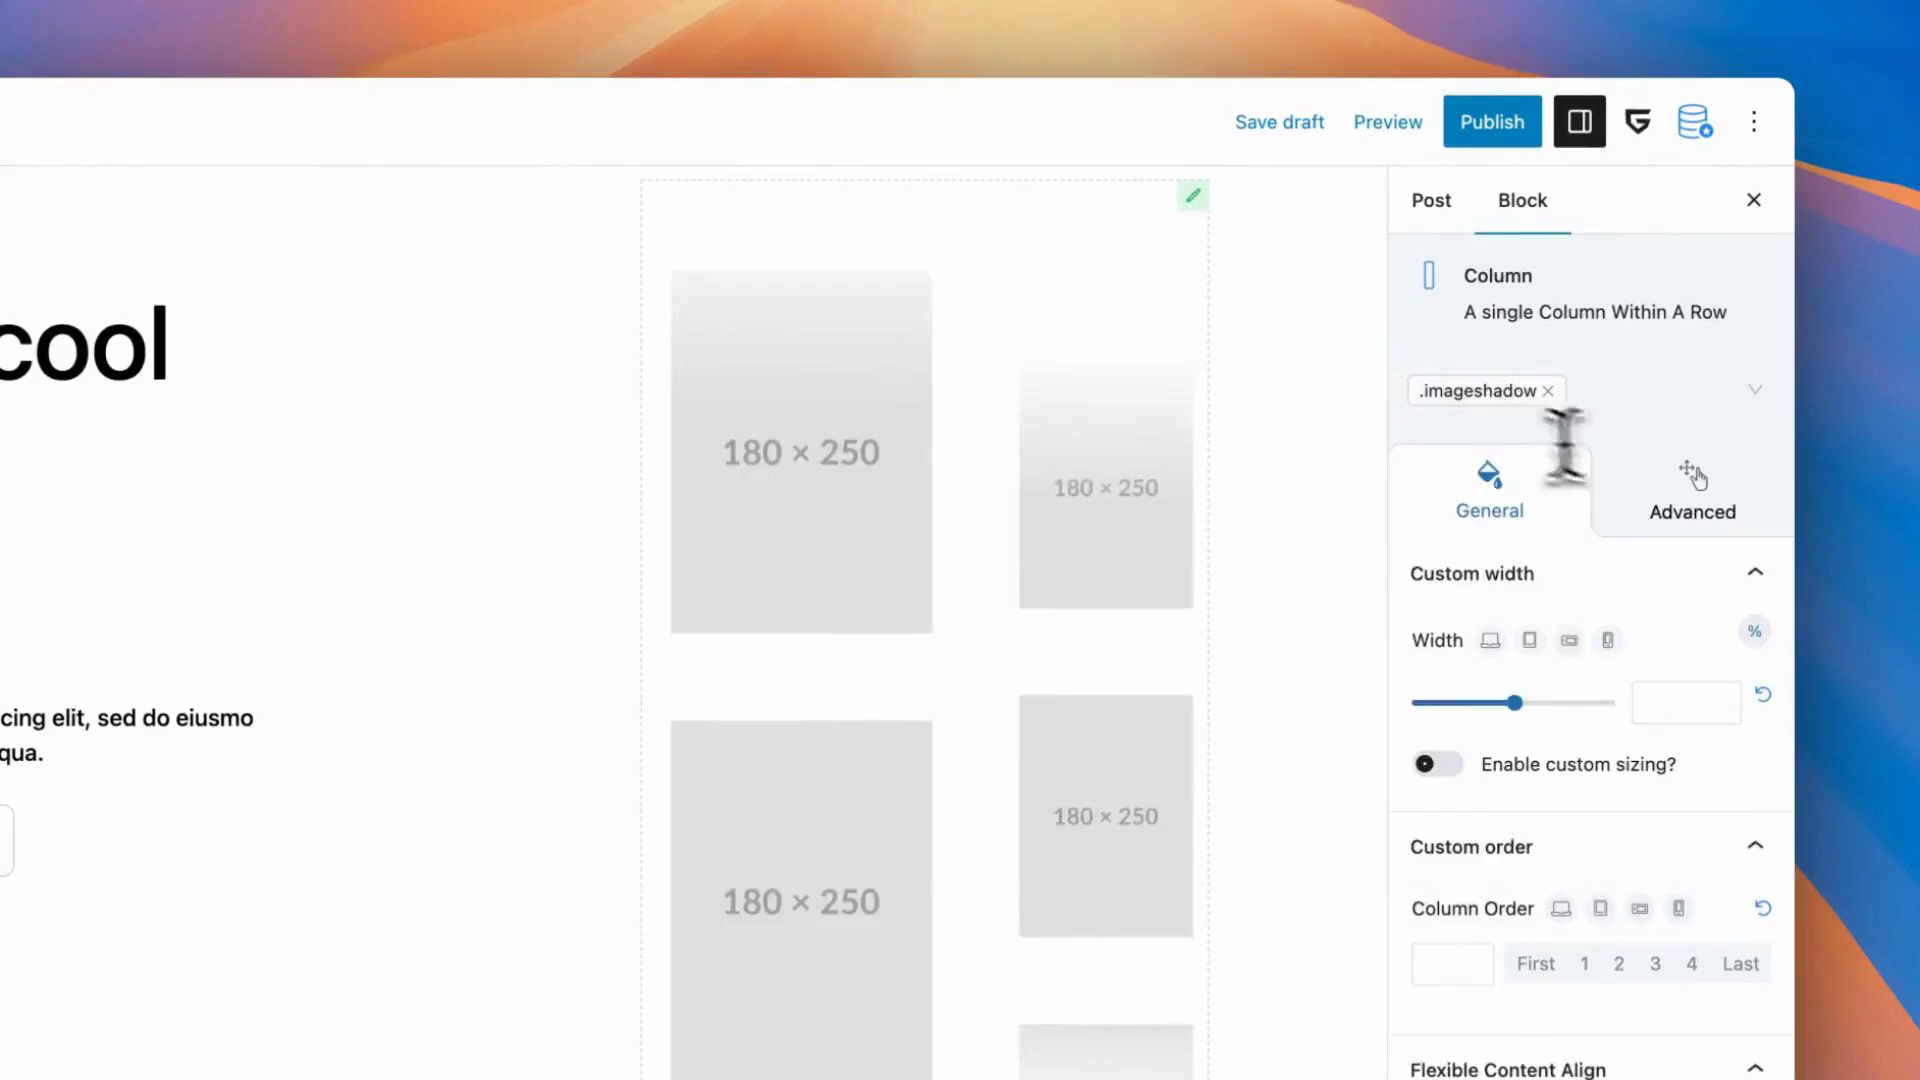 Save draft Preview Publish
Post Block
cool
Column
A single Column Within A Row
.imageshadow
180 × 250
180 × 250
General Advanced
Custom width
Width %
cing elit, sed do eiusmo
qua.
Enable custom sizing?
180 × 250
180 × 250
Custom order
Column Order
First 1 2 3 4 Last
Flexible Content Align